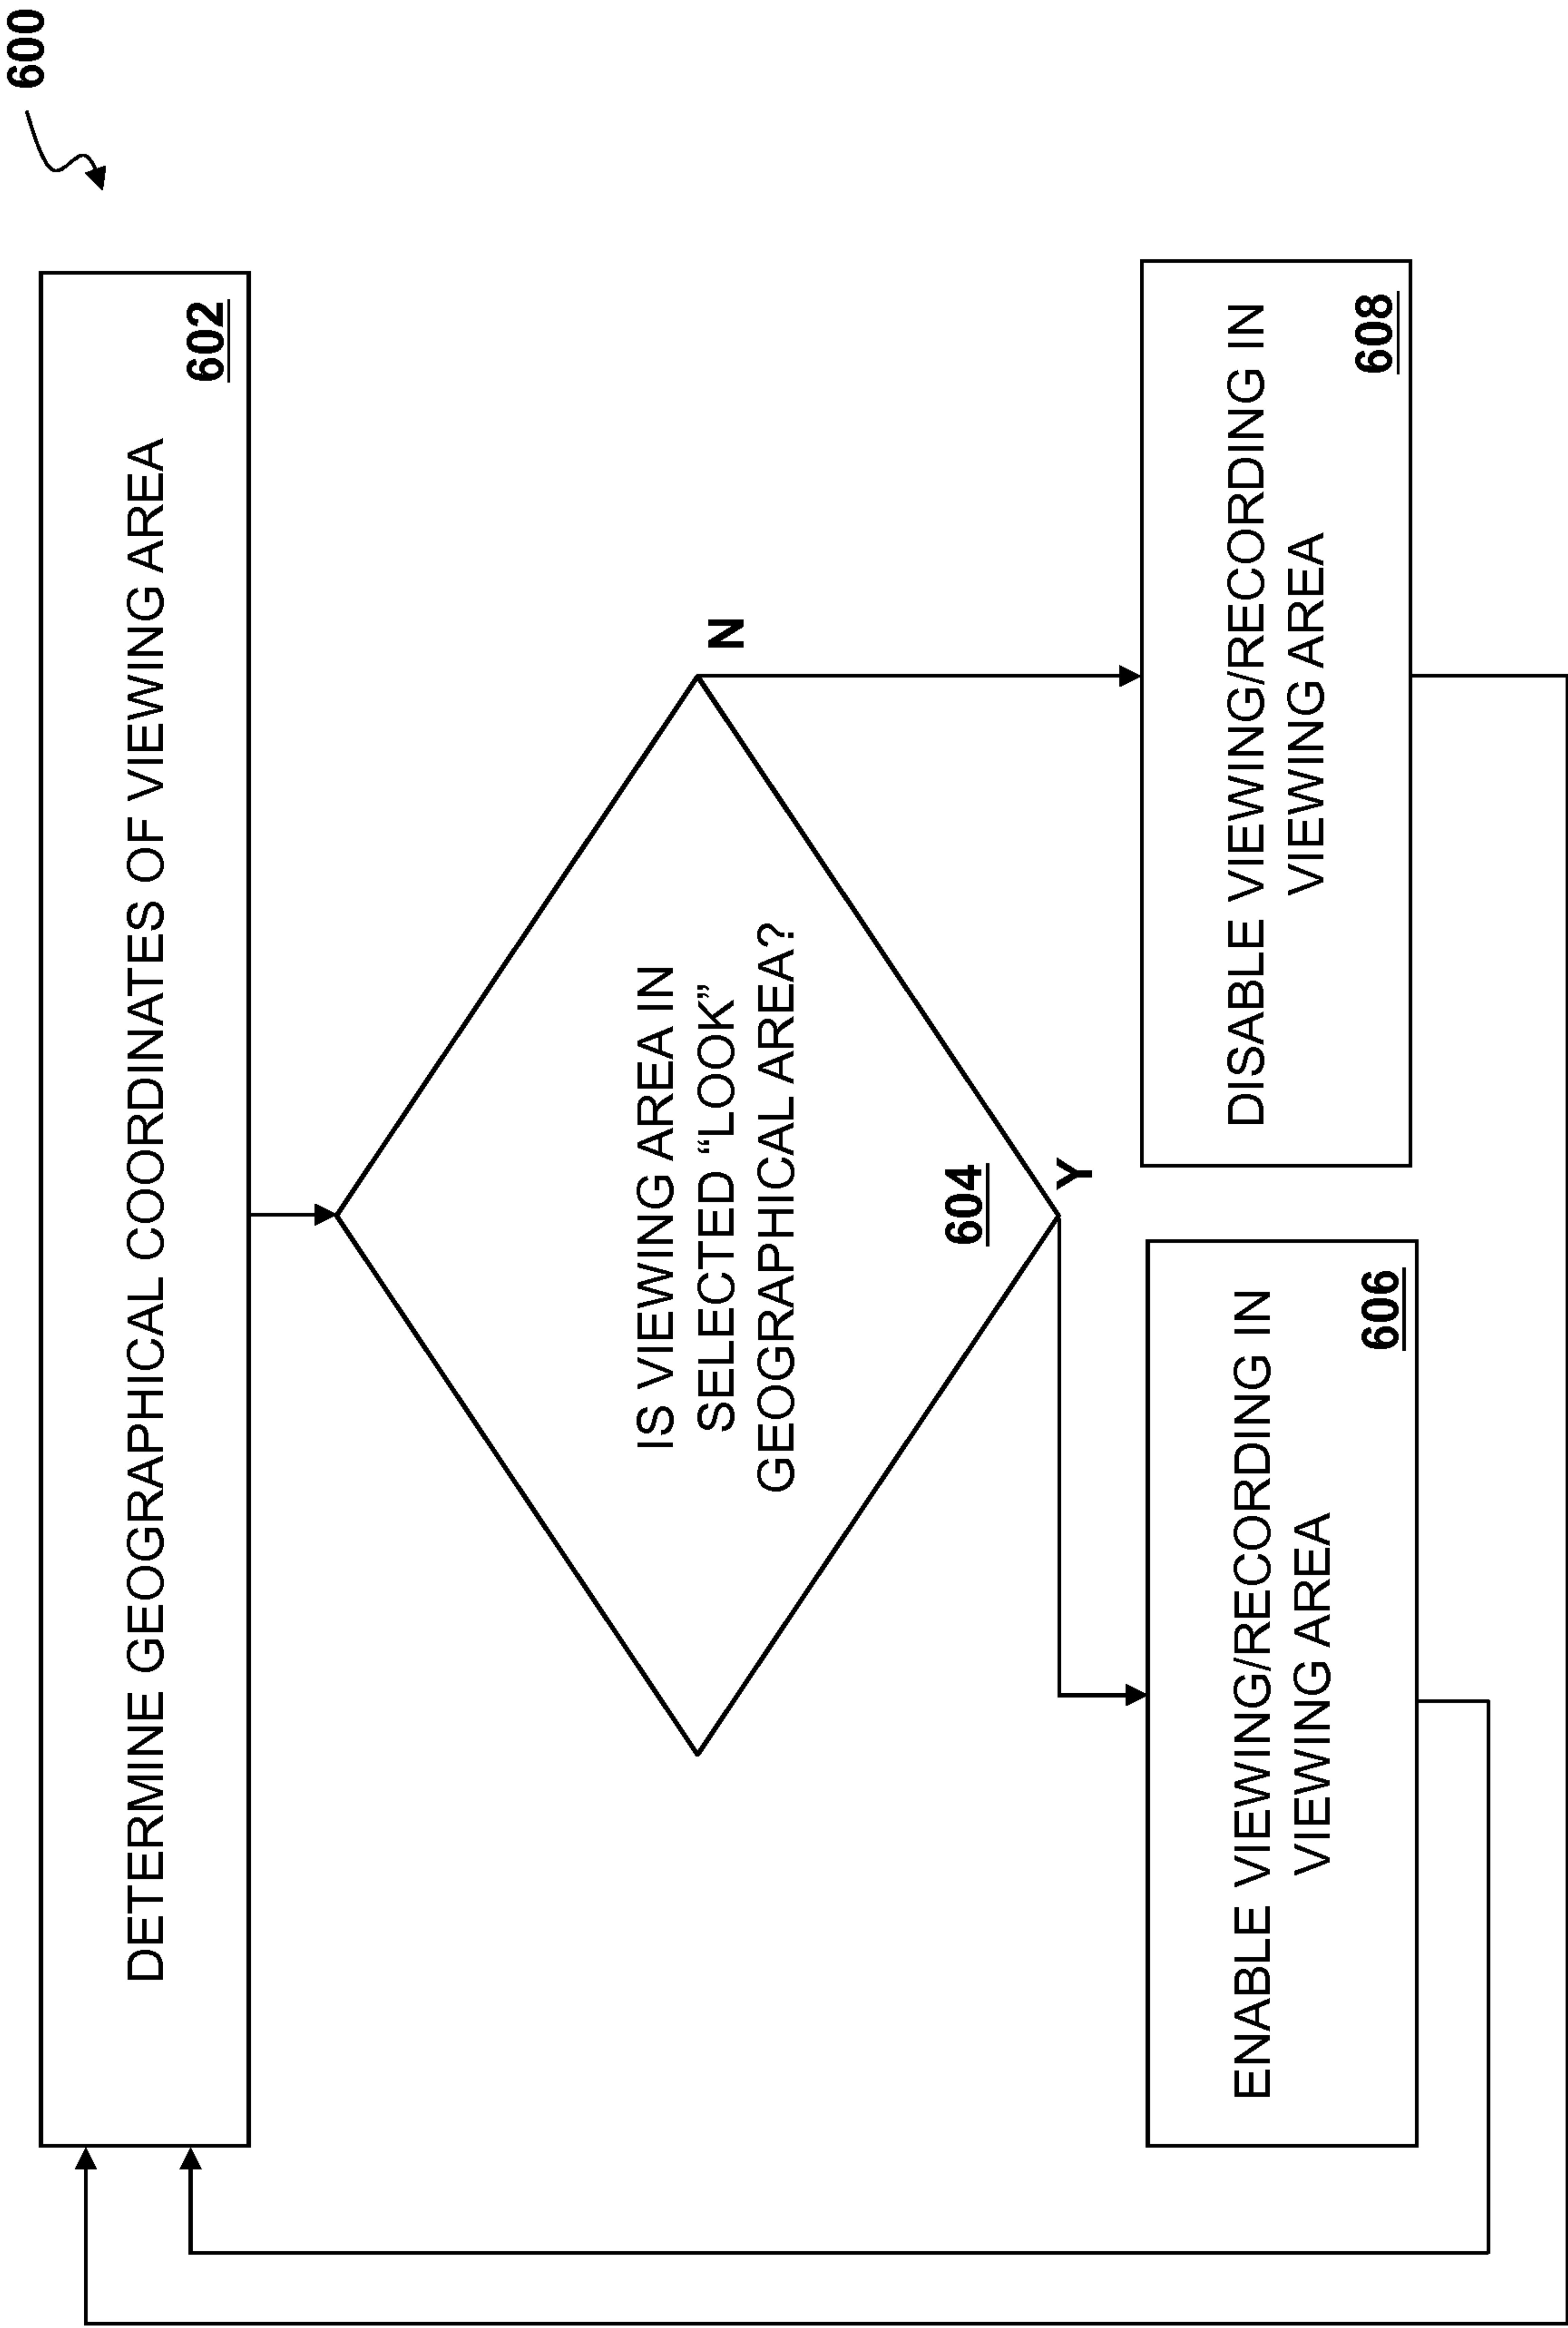 600
DETERMINE GEOGRAPHICAL COORDINATES OF VIEWING AREA
602
IS VIEWING AREA IN
SELECTED “LOOK”
GEOGRAPHICAL AREA?
604
N
Y
ENABLE VIEWING/RECORDING IN
VIEWING AREA
606
DISABLE VIEWING/RECORDING IN
VIEWING AREA
608